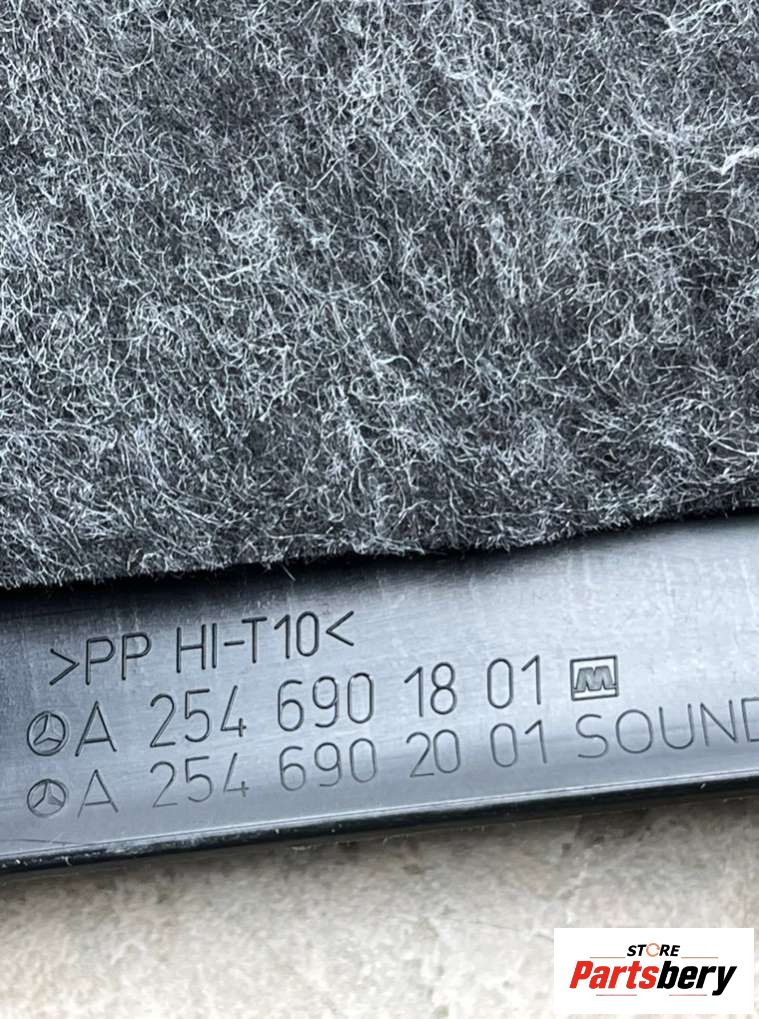 >PP HI-T10<
A 254 690 18 01
A 254 690 20 01 SOUND
STORE
Partsbery